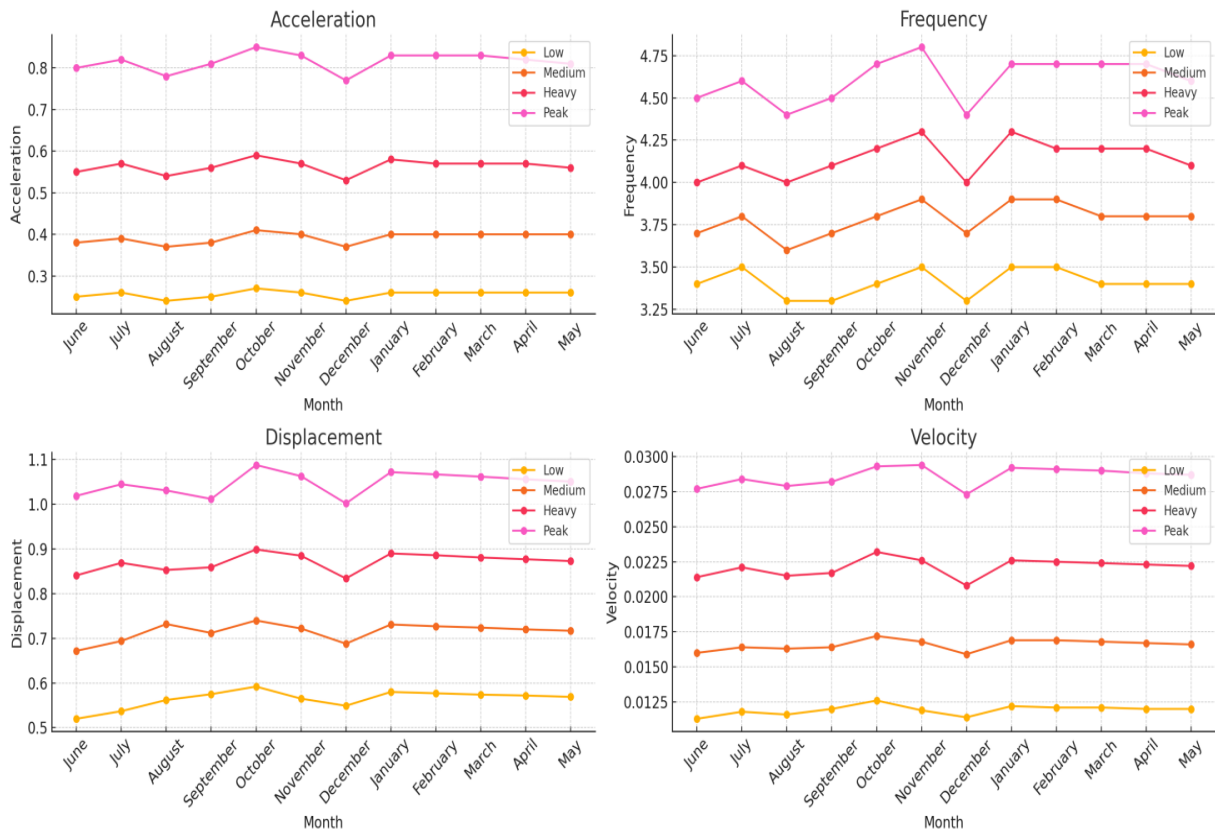 Acceleration
Acceleration
0.8
0.7
0.6
0.5
0.4
0.3
Low
Medium
Heavy
Peak
June
July
August
September
October
November
December
January
February
March
April
May
Month
Frequency
Frequency
4.75
4.50
4.25
4.00
3.75
3.50
3.25
Low
Medium
Heavy
Peak
June
July
August
September
October
November
December
January
February
March
April
May
Month
Displacement
Displacement
1.1
1.0
0.9
0.8
0.7
0.6
0.5
Low
Medium
Heavy
Peak
June
July
August
September
October
November
December
January
February
March
April
May
Month
Velocity
Velocity
0.0300
0.0275
0.0250
0.0225
0.0200
0.0175
0.0150
0.0125
Low
Medium
Heavy
Peak
June
July
August
September
October
November
December
January
February
March
April
May
Month